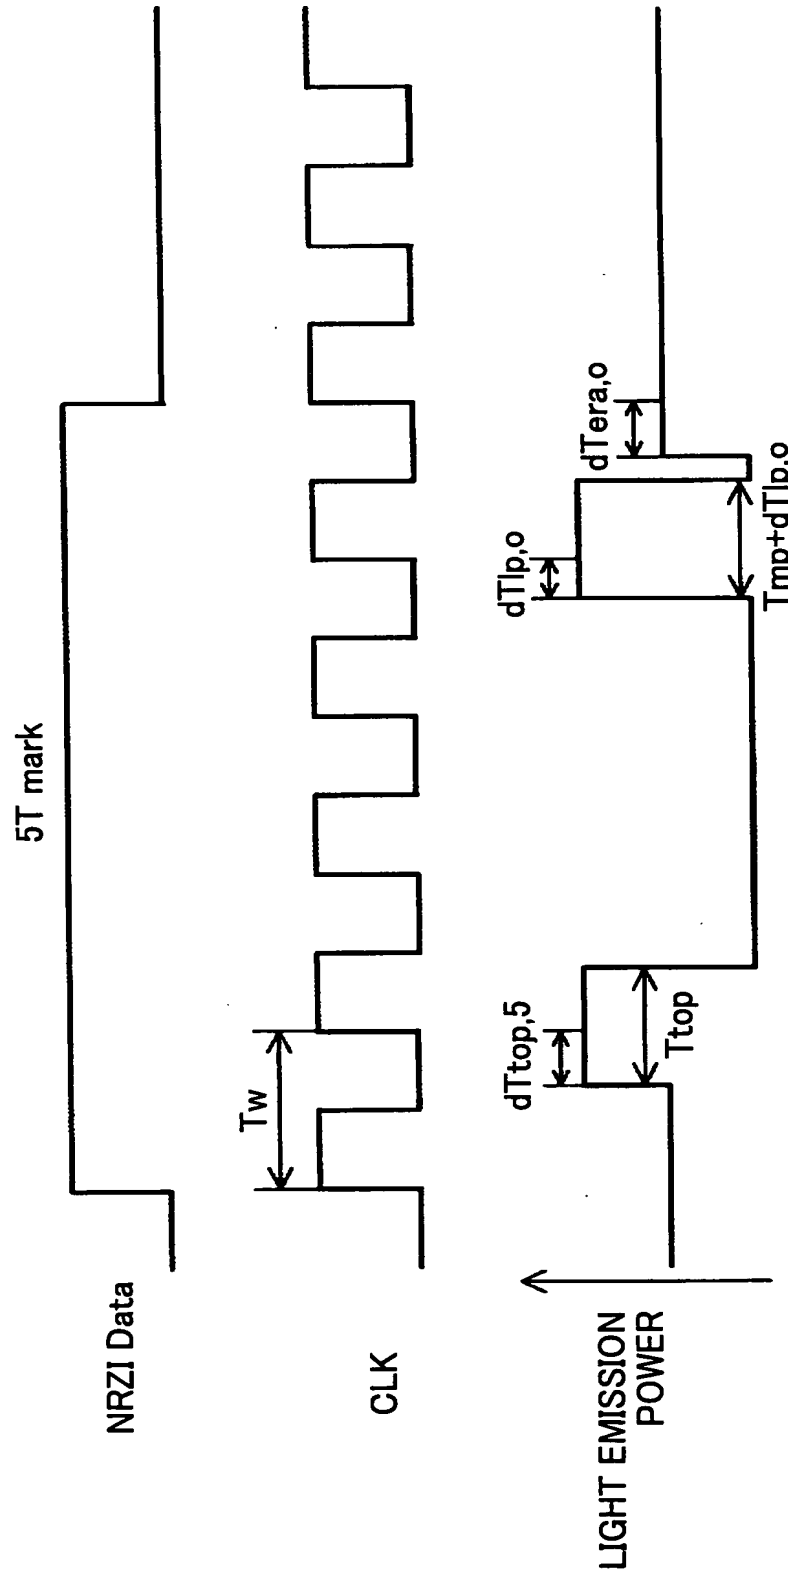 5T mark
NRZI Data
Tw
CLK
dTtop,5
Ttop
dTlp,o
Tmp+dTlp,o
dTera,o
LIGHT EMISSION
POWER